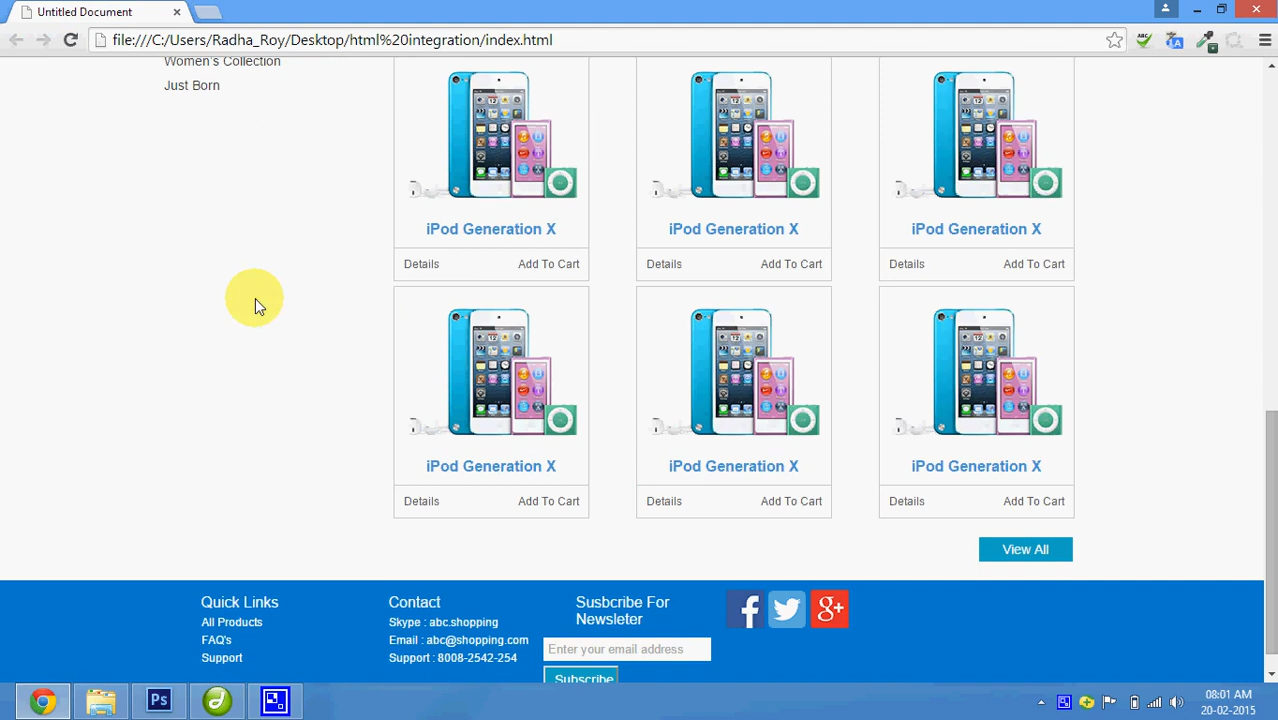 Untitled Document
file:///C:/Users/Radha_Roy/Desktop/html%20integration/index.html
Women's Collection
Just Born
iPod Generation X iPod Generation X iPod Generation X
Details Add To Cart Details Add To Cart Details Add To Cart
iPod Generation X iPod Generation X iPod Generation X
Details Add To Cart Details Add To Cart Details Add To Cart
View All
Quick Links
All Products
FAQ's
Support
Contact
Skype : abc.shopping
Email : abc@shopping.com
Support : 8008-2542-254
Susbcribe For
Newsleter
Enter your email address
Subscribe
08:01 AM
20-02-2015